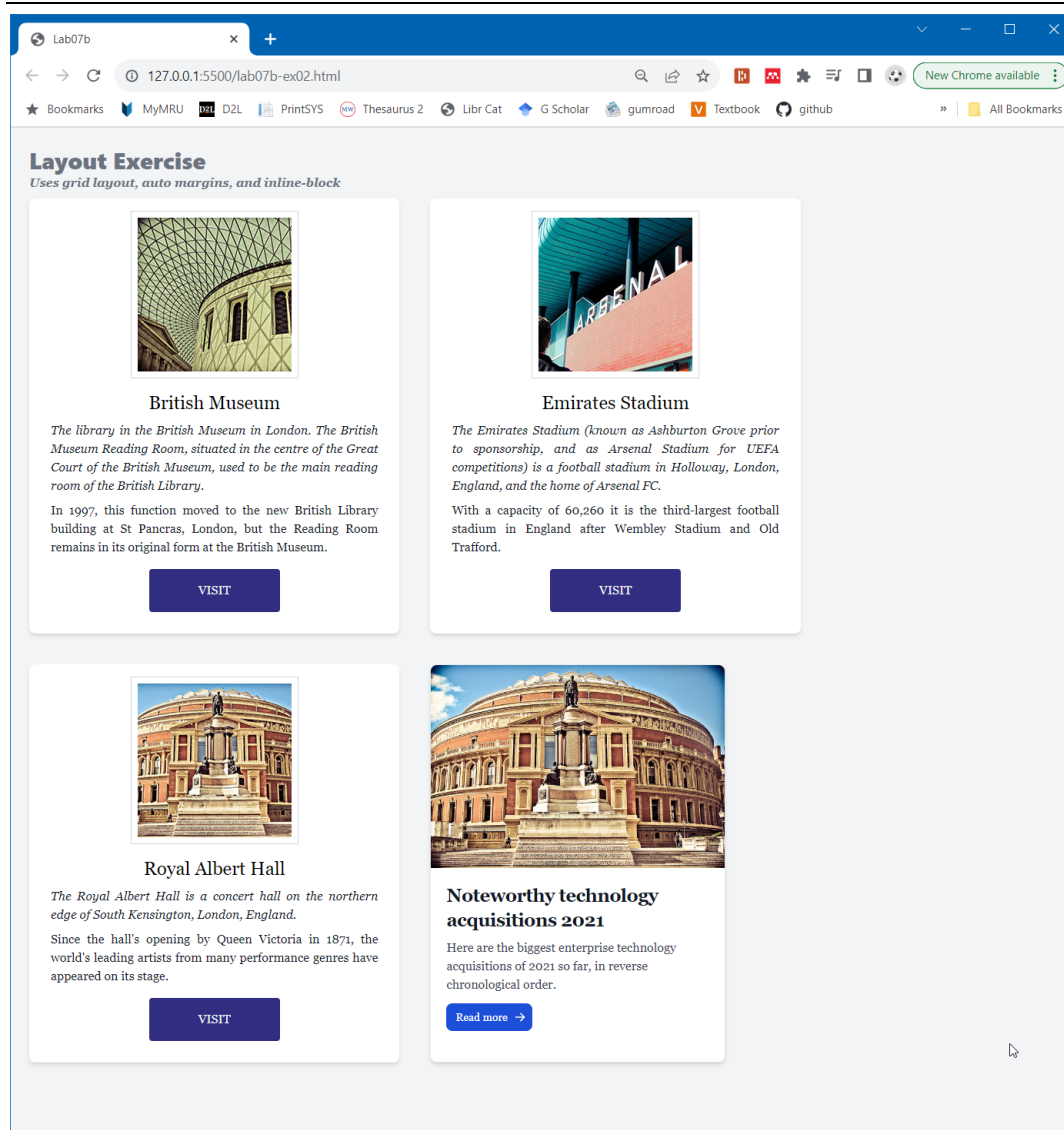 Lab07b
127.0.0.1:5500/lab07b-ex02.html
New Chrome available
Bookmarks
MyMRU
D2L
D2L
PrintSYS
MW
Thesaurus 2
Libr Cat
G Scholar
gumroad
V
Textbook
github
»
All Bookmarks
Layout Exercise
Uses grid layout, auto margins, and inline-block
British Museum
The library in the British Museum in London. The British
Museum Reading Room, situated in the centre of the Great
Court of the British Museum, used to be the main reading
room of the British Library.
In 1997, this function moved to the new British Library
building at St Pancras, London, but the Reading Room
remains in its original form at the British Museum.
VISIT
ARSENAL
Emirates Stadium
The Emirates Stadium (known as Ashburton Grove prior
to sponsorship, and as Arsenal Stadium for UEFA
competitions) is a football stadium in Holloway, London,
England, and the home of Arsenal FC.
With a capacity of 60,260 it is the third-largest football
stadium in England after Wembley Stadium and Old
Trafford.
VISIT
Royal Albert Hall
The Royal Albert Hall is a concert hall on the northern
edge of South Kensington, London, England.
Since the hall's opening by Queen Victoria in 1871, the
world's leading artists from many performance genres have
appeared on its stage.
VISIT
Noteworthy technology
acquisitions 2021
Here are the biggest enterprise technology
acquisitions of 2021 so far, in reverse
chronological order.
Read more →